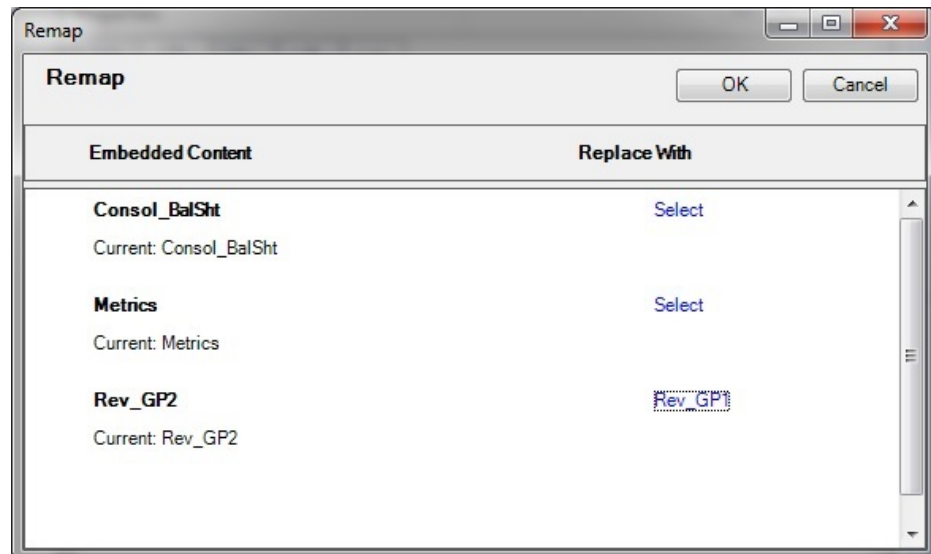 Remap
Remap
OK
Cancel
Embedded Content
Replace With
Consol_BalSht
Select
Current: Consol_BalSht
Metrics
Select
Current: Metrics
Rev_GP2
Rev_GP1
Current: Rev_GP2